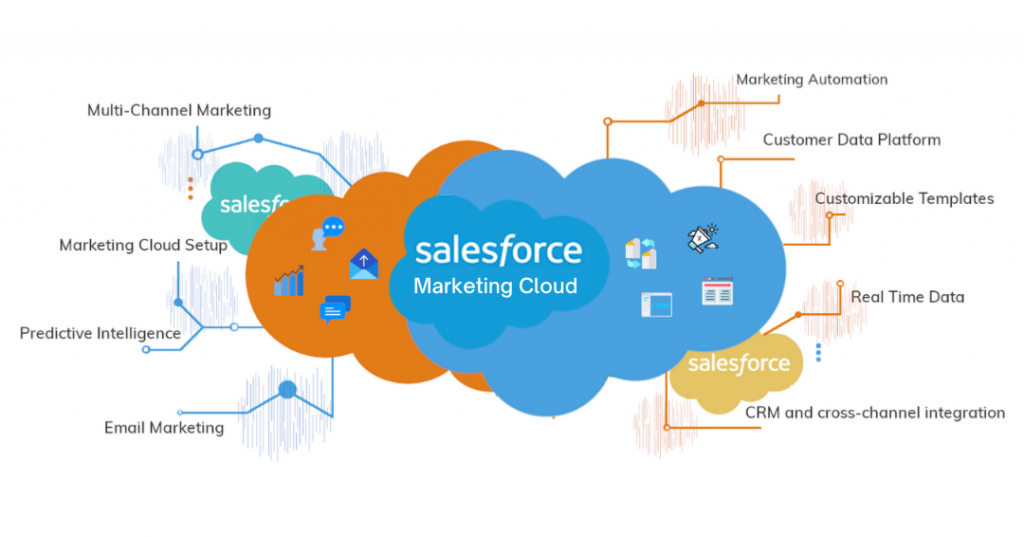 Marketing Automation
Multi-Channel Marketing
Customer Data Platform
Customizable Templates
Marketing Cloud Setup
salesforce
Marketing Cloud
Real Time Data
Predictive Intelligence
salesforce
CRM and cross-channel integration
Email Marketing